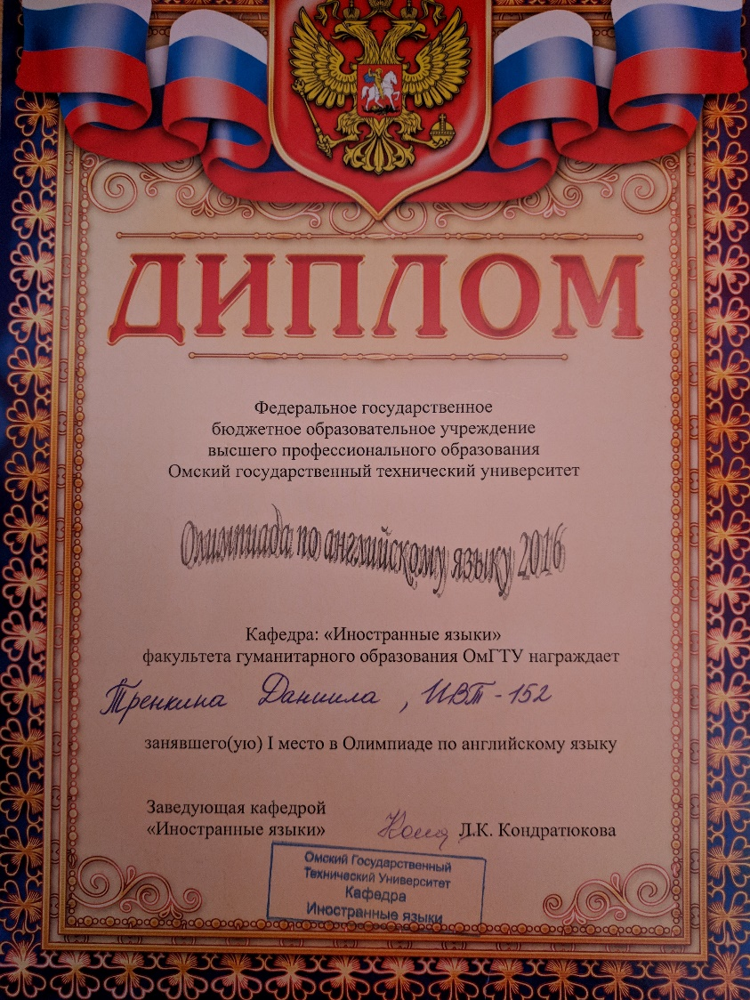 ДИПЛОМ
Федеральное государственное
бюджетное образовательное учреждение
высшего профессионального образования
Омский государственный технический университет
Олимпиада по английскому языку 2016
Кафедра: «Иностранные языки»
факультета гуманитарного образования ОмГТУ награждает
Тренкина Даниила, ИВТ-152
занявшего(ую) I место в Олимпиаде по английскому языку
Заведующая кафедрой
«Иностранные языки» Л.К. Кондратюкова
Омский Государственный
Технический Университет
Кафедра
Иностранные языки